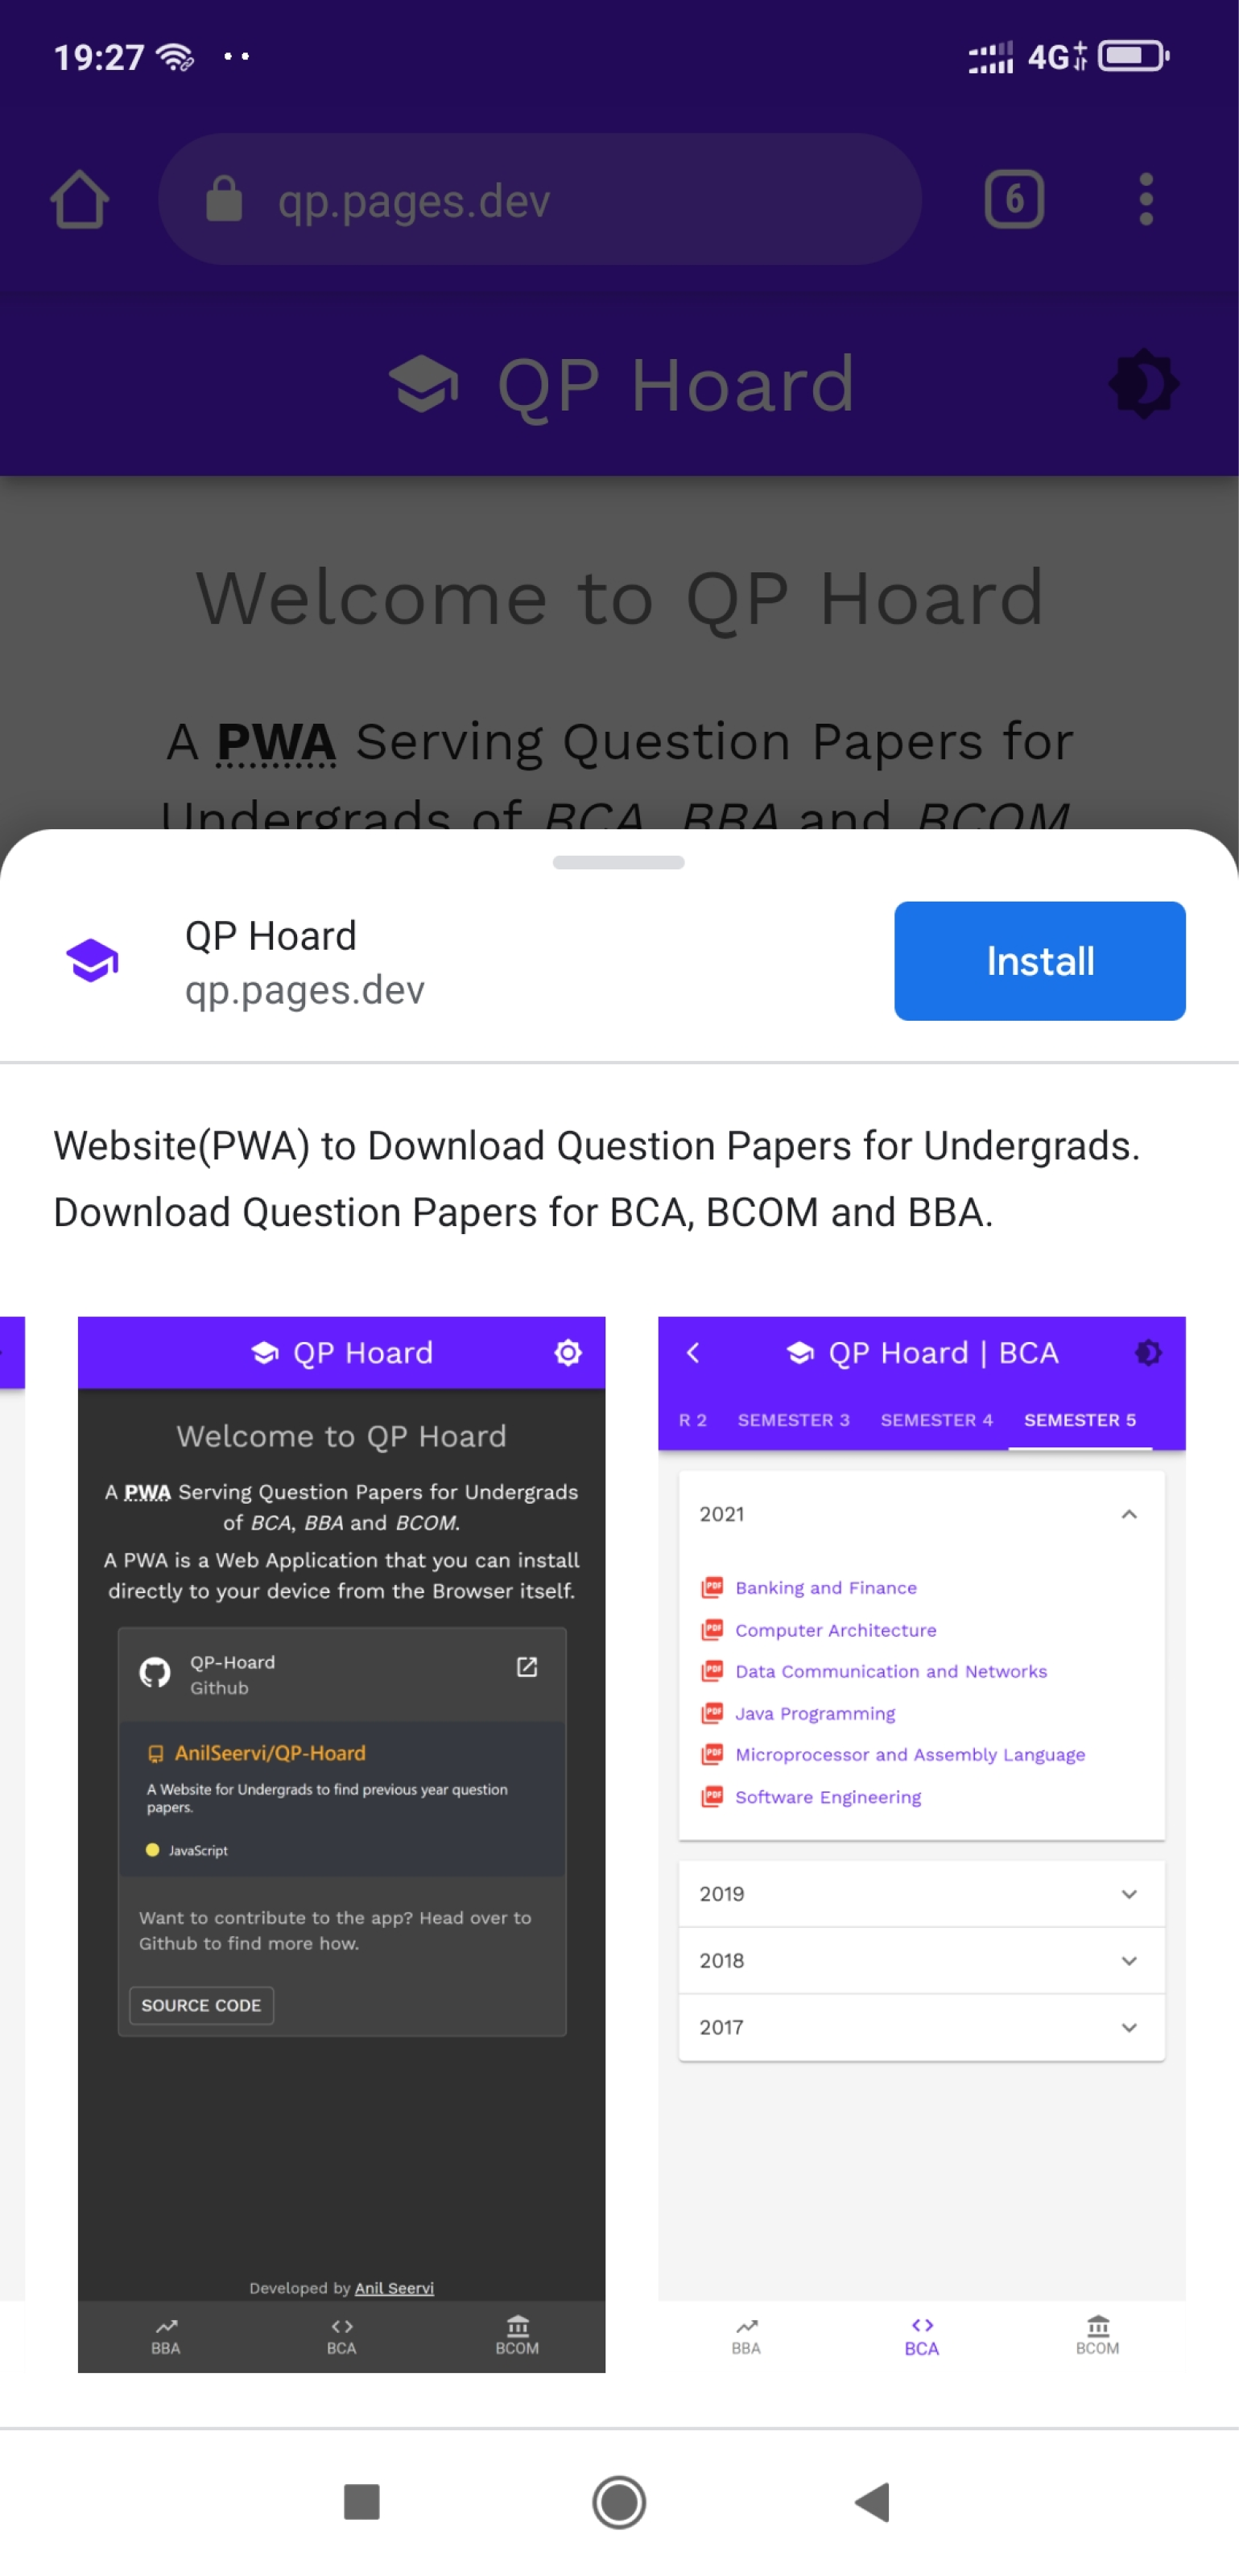 19:27
4G+
qp.pages.dev
6
QP Hoard
Welcome to QP Hoard
A PWA Serving Question Papers for
Undergrads of BCA, BBA and BCOM
QP Hoard
qp.pages.dev
Install
Website(PWA) to Download Question Papers for Undergrads.
Download Question Papers for BCA, BCOM and BBA.
QP Hoard
Welcome to QP Hoard
A PWA Serving Question Papers for Undergrads
of BCA, BBA and BCOM.
A PWA is a Web Application that you can install
directly to your device from the Browser itself.
QP-Hoard
Github
AnilSeervi/QP-Hoard
A Website for Undergrads to find previous year question
papers.
JavaScript
Want to contribute to the app? Head over to
Github to find more how.
SOURCE CODE
Developed by Anil Seervi
BBA
BCA
BCOM
QP Hoard | BCA
R 2
SEMESTER 3
SEMESTER 4
SEMESTER 5
2021
PDF Banking and Finance
PDF Computer Architecture
PDF Data Communication and Networks
PDF Java Programming
PDF Microprocessor and Assembly Language
PDF Software Engineering
2019
2018
2017
BBA
BCA
BCOM